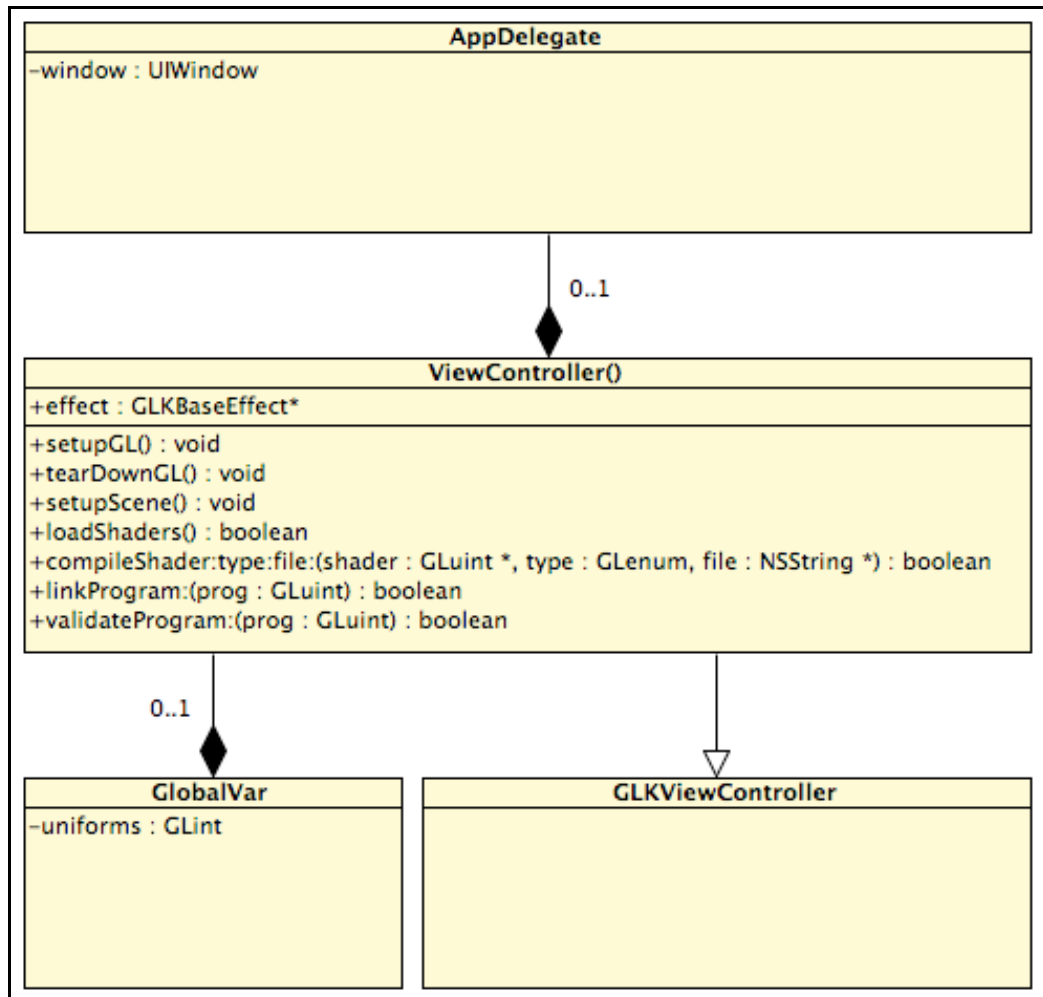 AppDelegate
-window : UIWindow
0..1
ViewController()
+effect : GLKBaseEffect*
+setupGL() : void
+tearDownGL() : void
+setupScene() : void
+loadShaders() : boolean
+compileShader:type:file:(shader : GLuint *, type : GLenum, file : NSString *) : boolean
+linkProgram:(prog : GLuint) : boolean
+validateProgram:(prog : GLuint) : boolean
0..1
GlobalVar
-uniforms : GLint
GLKViewController